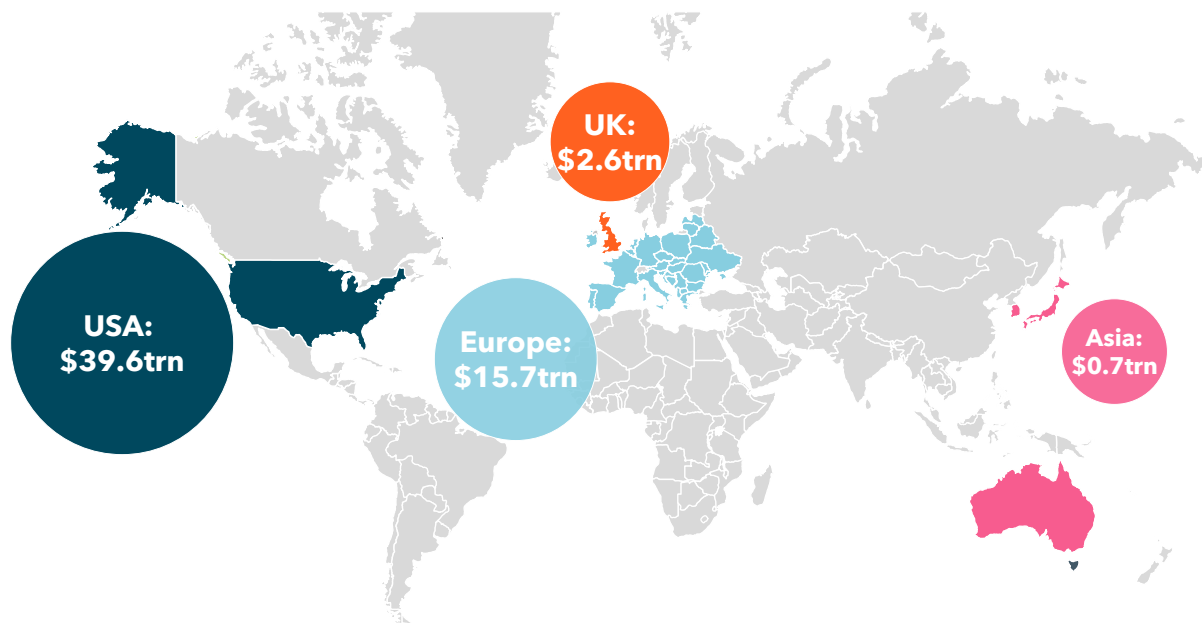 UK:
$2.6trn
USA:
$39.6trn
Europe:
$15.7trn
Asia:
$0.7trn